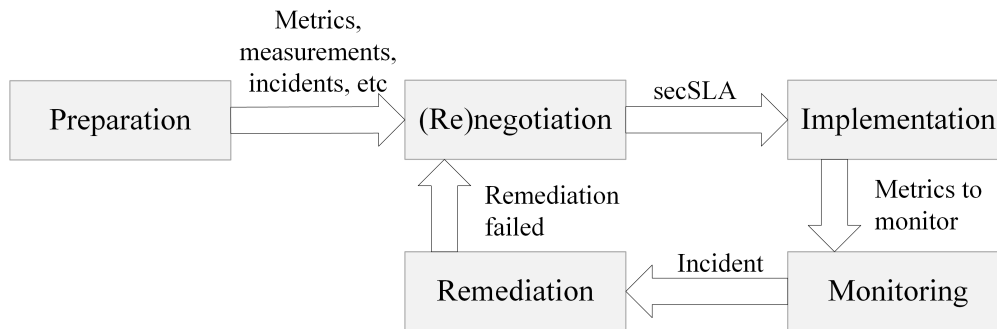 Metrics,
measurements,
incidents, etc
Preparation
(Re)negotiation
secSLA
Implementation
Remediation
failed
Metrics to
monitor
Remediation
Incident
Monitoring